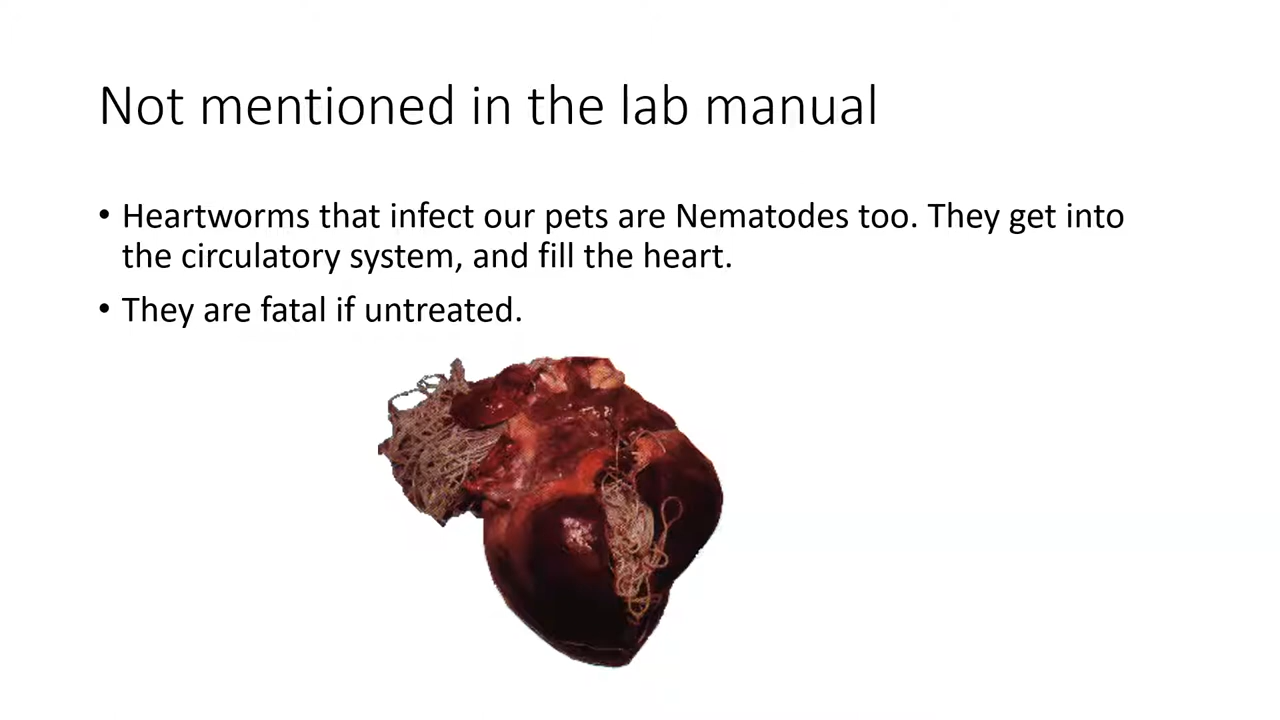 Not mentioned in the lab manual
• Heartworms that infect our pets are Nematodes too. They get into
the circulatory system, and fill the heart.
• They are fatal if untreated.